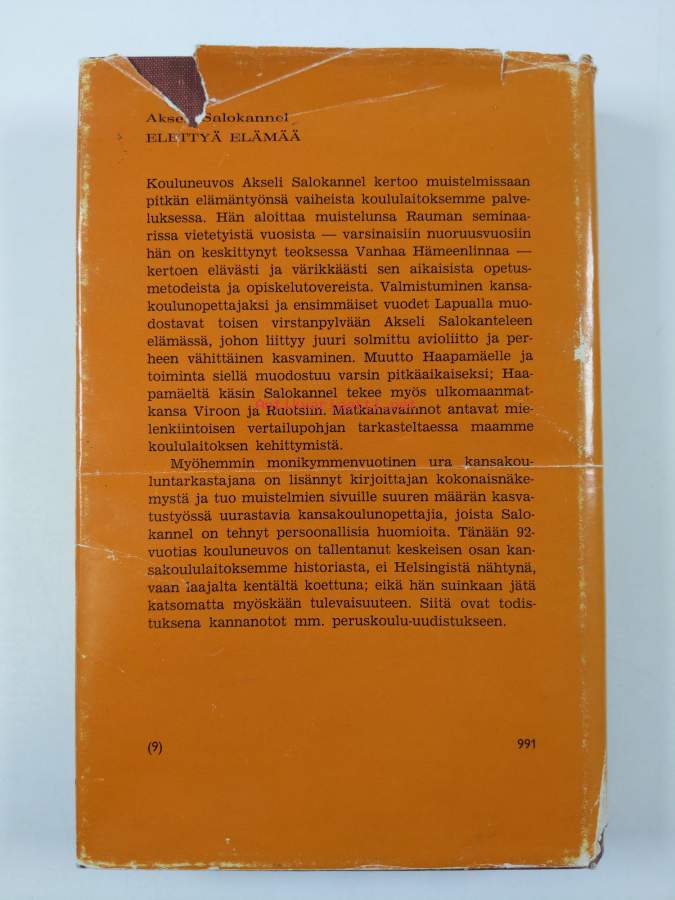 Akseli Salokannel
ELETTYÄ ELÄMÄÄ
Kouluneuvos Akseli Salokannel kertoo muistelmissaan
pitkän elämäntyönsä vaiheista koululaitoksemme palve-
luksessa. Hän aloittaa muistelunsa Rauman seminaa-
rissa vietetyistä vuosista — varsinaisiin nuoruusvuosiin
hän on keskittynyt teoksessa Vanhaa Hämeenlinnaa —
kertoen elävästi ja värikkäästi sen aikaisista opetus-
metodeista ja opiskelutovereista. Valmistuminen kansa-
koulunopettajaksi ja ensimmäiset vuodet Lapualla muo-
dostavat toisen virstanpylvään Akseli Salokanteleen
elämässä, johon liittyy juuri solmittu avioliitto ja per-
heen vähittäinen kasvaminen. Muutto Haapamäelle ja
toiminta siellä muodostuu varsin pitkäaikaiseksi; Haa-
pamäeltä käsin Salokannel tekee myös ulkomaanmat-
kansa Viroon ja Ruotsiin. Matkahavainnot antavat mie-
lenkiintoisen vertailupohjan tarkasteltaessa maamme
koululaitoksen kehittymistä.
Myöhemmin monikymmenvuotinen ura kansakou-
luntarkastajana on lisännyt kirjoittajan kokonaisnäke-
mystä ja tuo muistelmien sivuille suuren määrän kasva-
tustyössä uurastavia kansakoulunopettajia, joista Salo-
kannel on tehnyt persoonallisia huomioita. Tänään 92-
vuotias kouluneuvos on tallentanut keskeisen osan kan-
sakoululaitoksemme historiasta, ei Helsingistä nähtynä,
vaan laajalta kentältä koettuna; eikä hän suinkaan jätä
katsomatta myöskään tulevaisuuteen. Siitä ovat todis-
tuksena kannanotot mm. peruskoulu-uudistukseen.
(9) 991